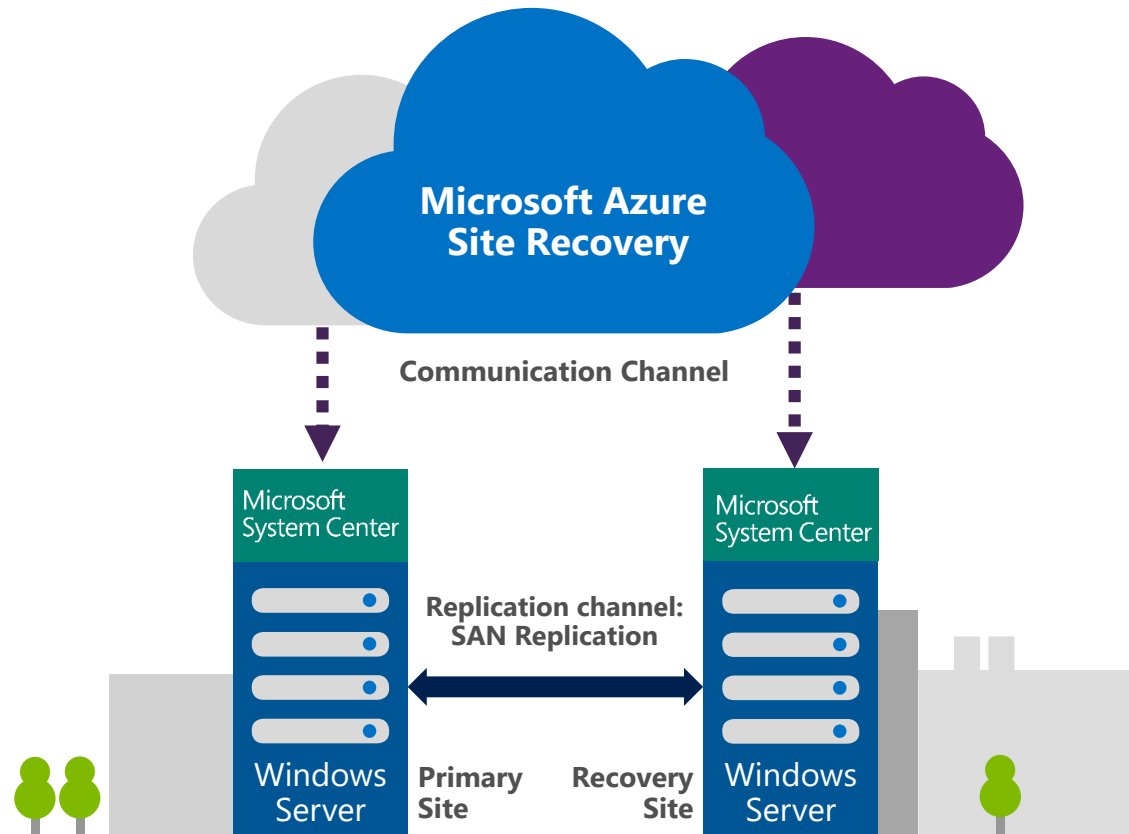 Microsoft Azure
Site Recovery
Communication Channel
Microsoft
System Center
Microsoft
System Center
Replication channel:
SAN Replication
Windows
Server
Primary
Site
Recovery
Site
Windows
Server